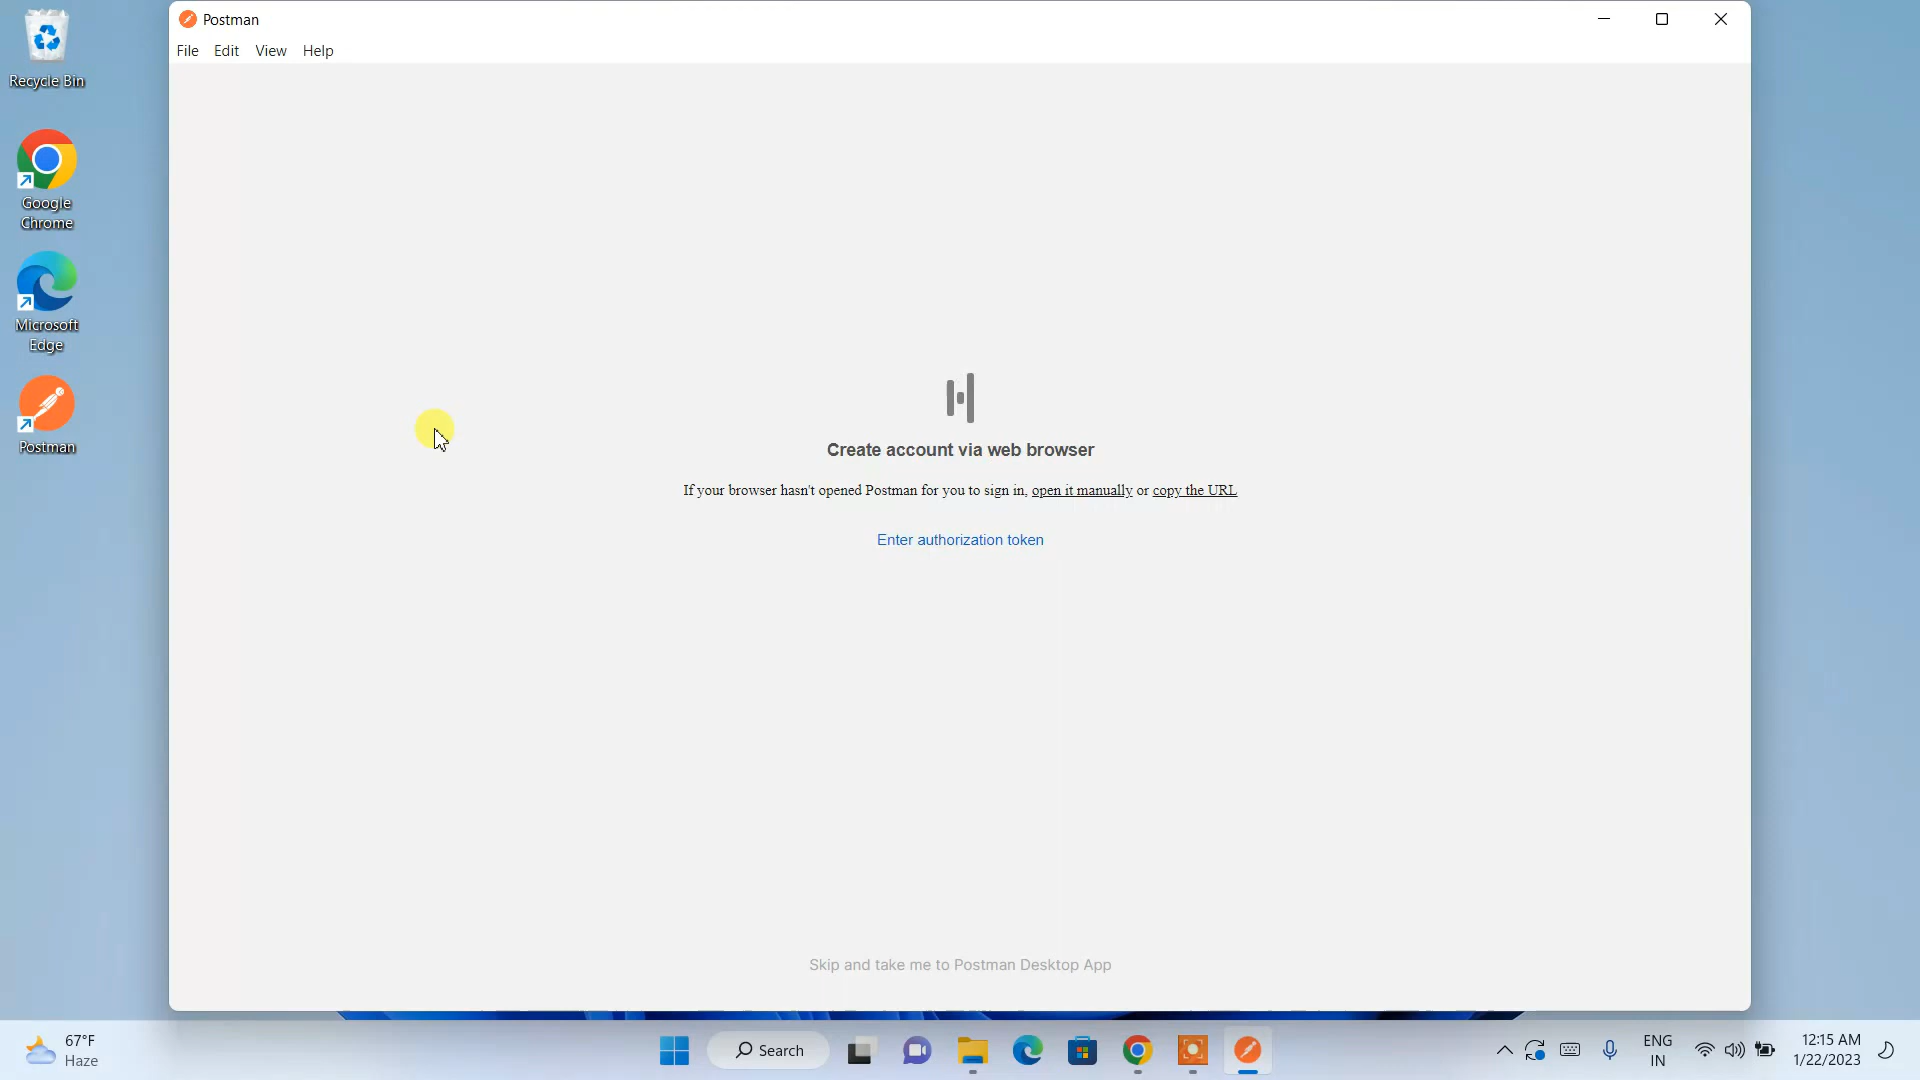 Postman
File Edit View Help
Recycle Bin
Google
Chrome
Microsoft
Edge
Postman
Create account via web browser
If your browser hasn't opened Postman for you to sign in, open it manually or copy the URL
Enter authorization token
Skip and take me to Postman Desktop App
67°F
Haze
Search
ENG
IN
12:15 AM
1/22/2023